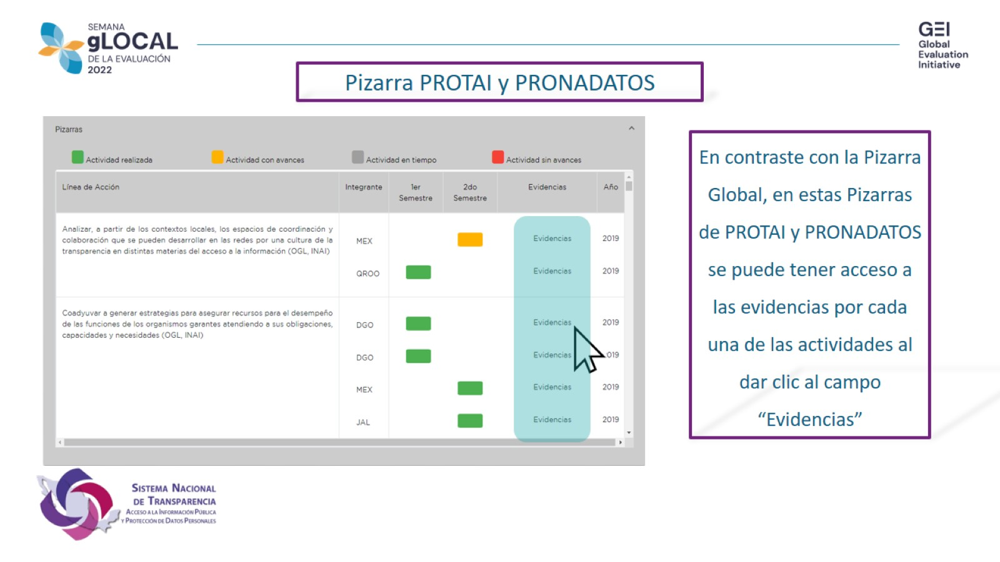 SEMANA
gLOCAL
DE LA EVALUACIÓN
2022
GEI
Global
Evaluation
Initiative
Pizarra PROTAI y PRONADATOS
Pizarras
Actividad realizada
Actividad con avances
Actividad en tiempo
Actividad sin avances
Línea de Acción
Integrante
1er
Semestre
2do
Semestre
Evidencias
Año
Analizar, a partir de los contextos locales, los espacios de coordinación y
colaboración que se pueden desarrollar en las redes por una cultura de la
transparencia en distintas materias del acceso a la información (OGL, INAI)
MEX Evidencias 2019
QROO Evidencias 2019
Coadyuvar a generar estrategias para asegurar recursos para el desempeño
de las funciones de los organismos garantes atendiendo a sus obligaciones,
capacidades y necesidades (OGL, INAI)
DGO Evidencias 2019
DGO Evidencias 019
MEX Evidencias 2019
JAL Evidencias 2019
En contraste con la Pizarra
Global, en estas Pizarras
de PROTAI y PRONADATOS
se puede tener acceso a
las evidencias por cada
una de las actividades al
dar clic al campo
“Evidencias”
SISTEMA NACIONAL
DE TRANSPARENCIA
ACCESO A LA INFORMACIÓN PÚBLICA
Y PROTECCIÓN DE DATOS PERSONALES